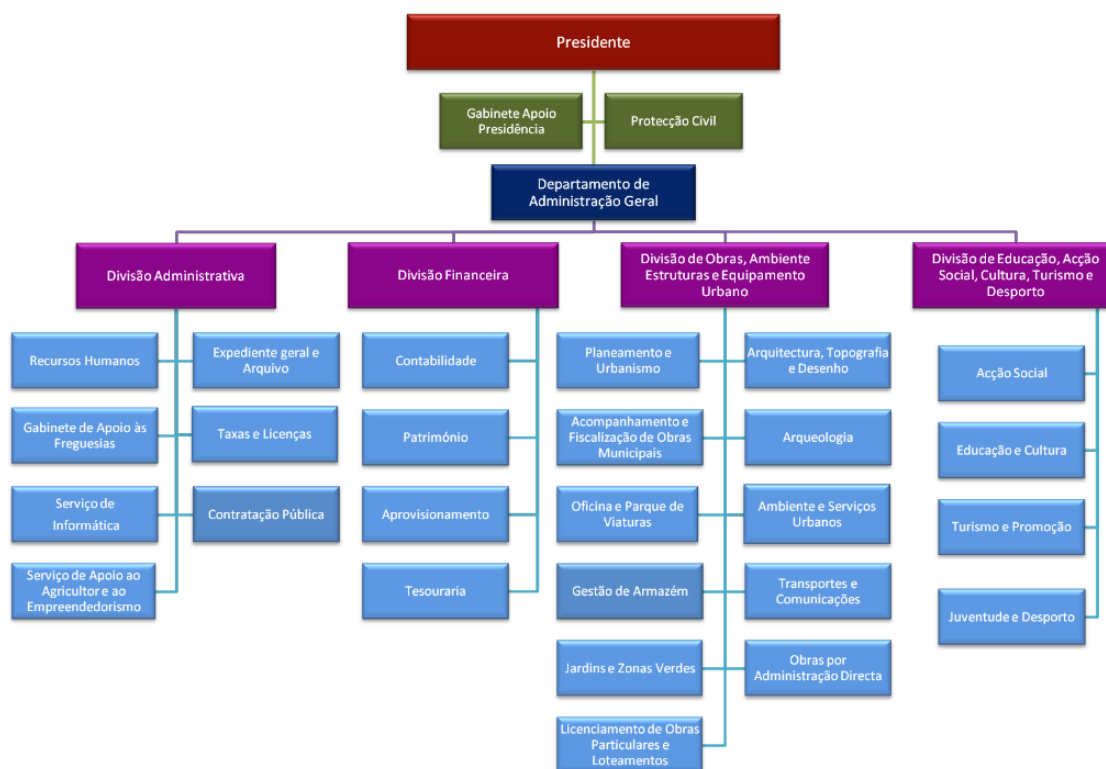 Presidente
Gabinete Apoio
Presidência
Protecção Civil
Departamento de
Administração Geral
Divisão Administrativa
Divisão Financeira
Divisão de Obras, Ambiente
Estruturas e Equipamento
Urbano
Divisão de Educação, Acção
Social, Cultura, Turismo e
Desporto
Recursos Humanos
Expediente geral e
Arquivo
Gabinete de Apoio às
Freguesias
Taxas e Licenças
Serviço de
Informática
Contratação Pública
Serviço de Apoio ao
Agricultor e ao
Empreendedorismo
Contabilidade
Património
Aprovisionamento
Tesouraria
Planeamento e
Urbanismo
Arquitectura, Topografia
e Desenho
Acompanhamento e
Fiscalização de Obras
Municipais
Arqueologia
Oficina e Parque de
Viaturas
Ambiente e Serviços
Urbanos
Gestão de Armazém
Transportes e
Comunicações
Jardins e Zonas Verdes
Obras por
Administração Directa
Licenciamento de Obras
Particulares e
Loteamentos
Acção Social
Educação e Cultura
Turismo e Promoção
Juventude e Desporto